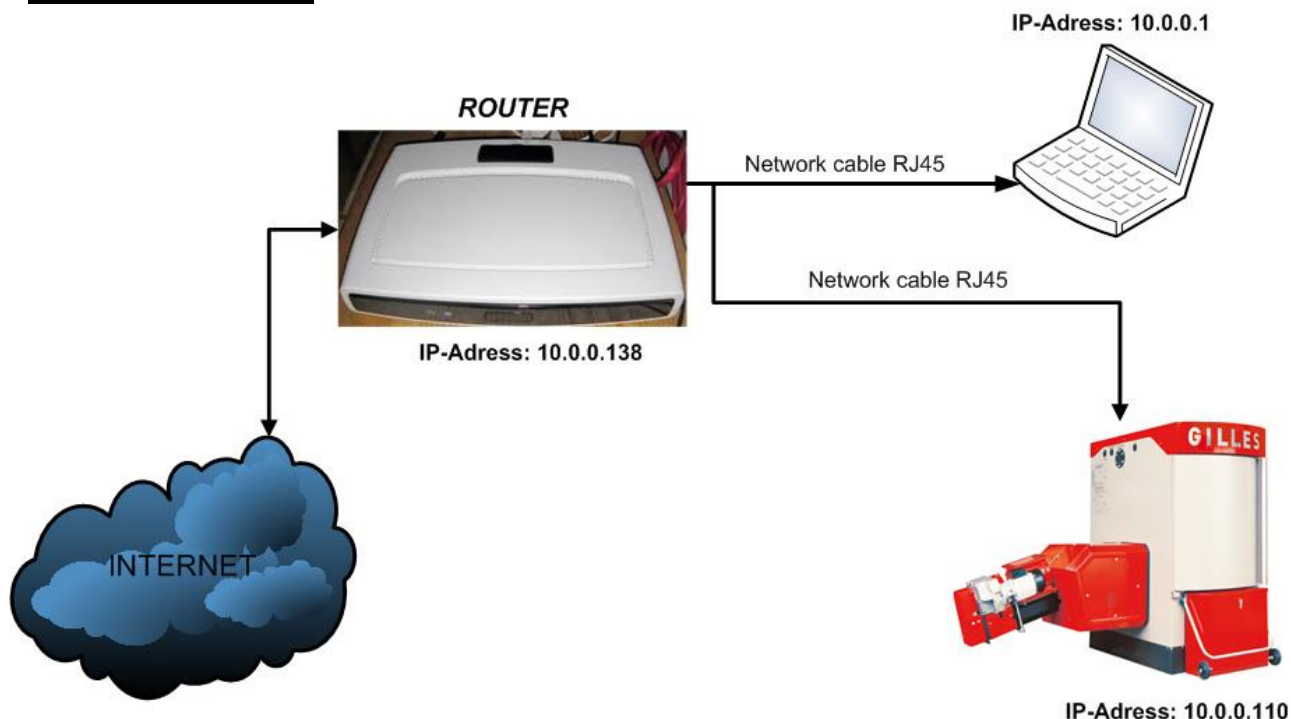 IP-Adress: 10.0.0.1
ROUTER
Network cable RJ45
Network cable RJ45
IP-Adress: 10.0.0.138
GILLES
INTERNET
IP-Adress: 10.0.0.110